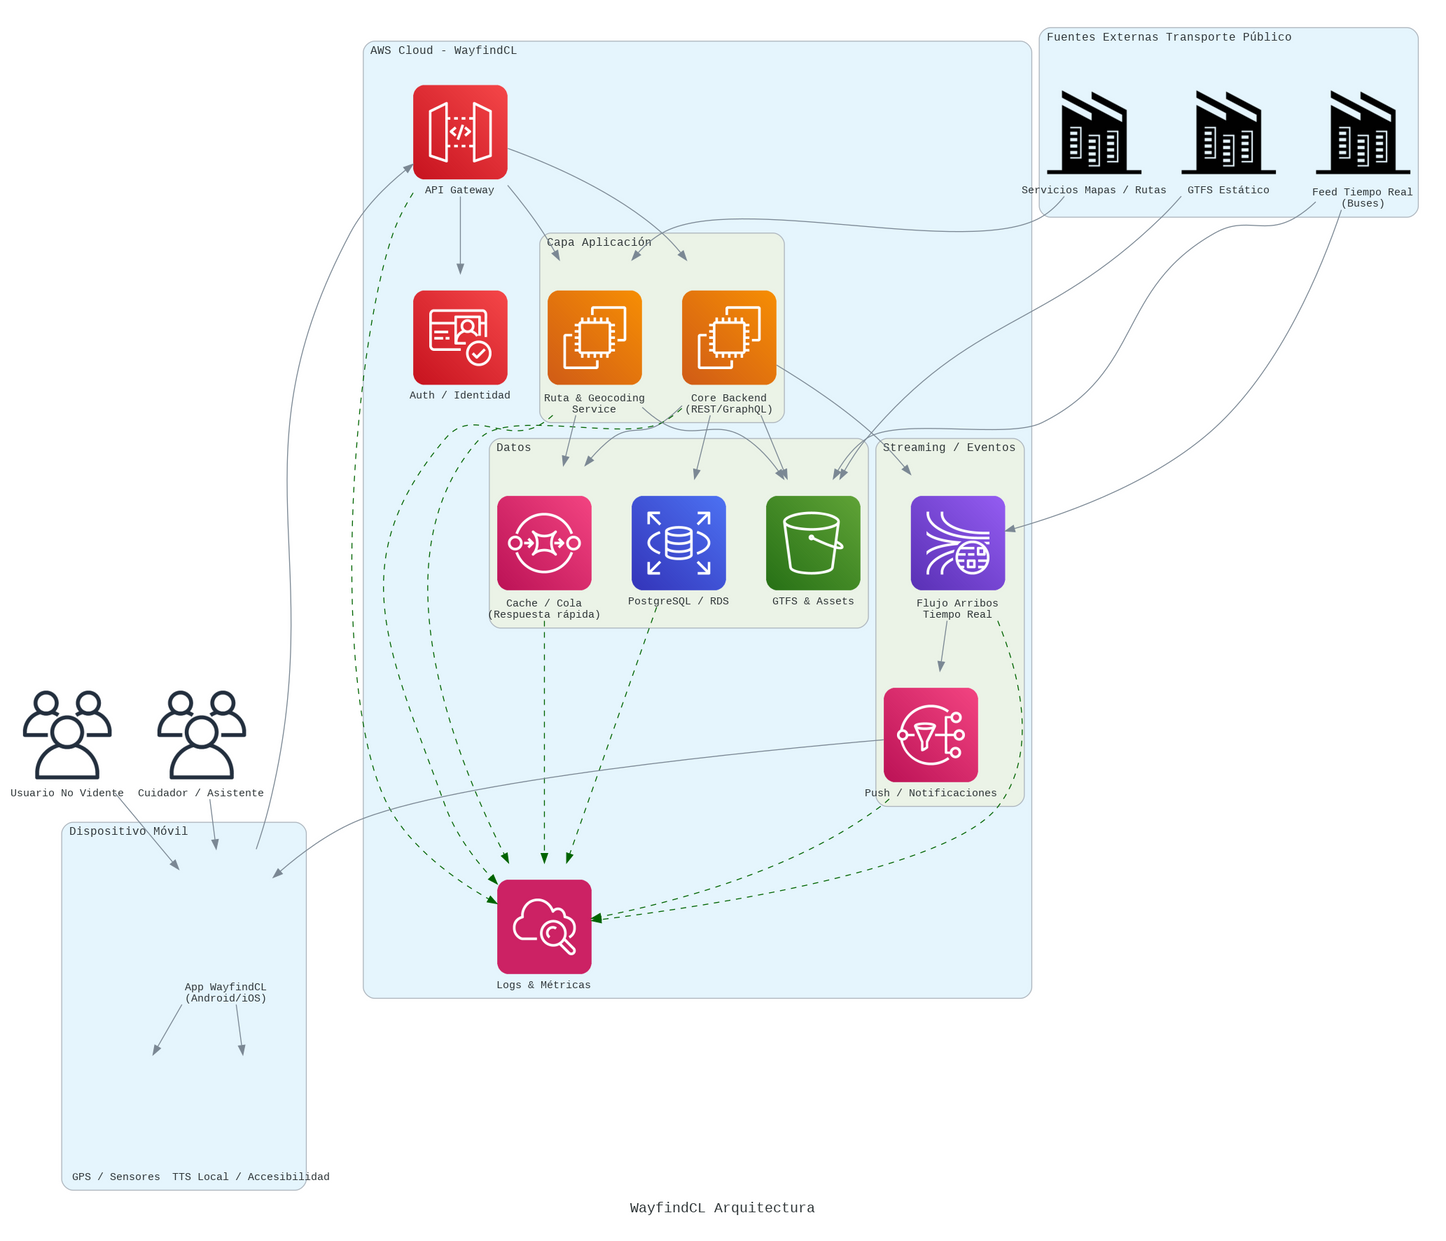 Fuentes Externas Transporte Público
AWS Cloud - WayfindCL
API Gateway
Servicios Mapas / Rutas
GTFS Estático
Feed Tiempo Real
(Buses)
Capa Aplicación
Auth / Identidad
Ruta & Geocoding
Service
Core Backend
(REST/GraphQL)
Datos
Streaming / Eventos
Cache / Cola
(Respuesta rápida)
PostgreSQL / RDS
GTFS & Assets
Flujo Arribos
Tiempo Real
Usuario No Vidente
Cuidador / Asistente
Push / Notificaciones
Dispositivo Móvil
App WayfindCL
(Android/iOS)
Logs & Métricas
GPS / Sensores
TTS Local / Accesibilidad
WayfindCL Arquitectura